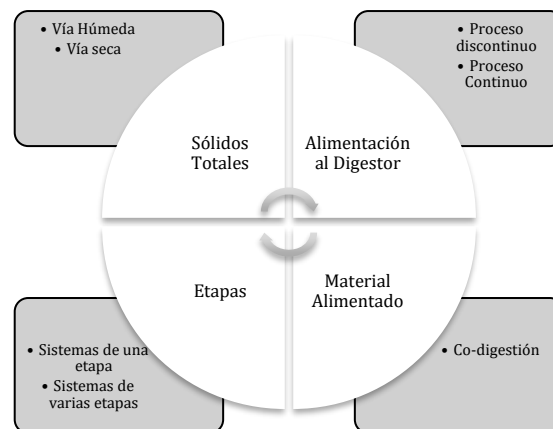 • Vía Húmeda
• Vía seca
• Proceso
discontinuo
• Proceso
Continuo
Sólidos
Totales
Alimentación
al Digestor
Etapas
Material
Alimentado
• Sistemas de una
etapa
• Sistemas de
varias etapas
• Co-digestión